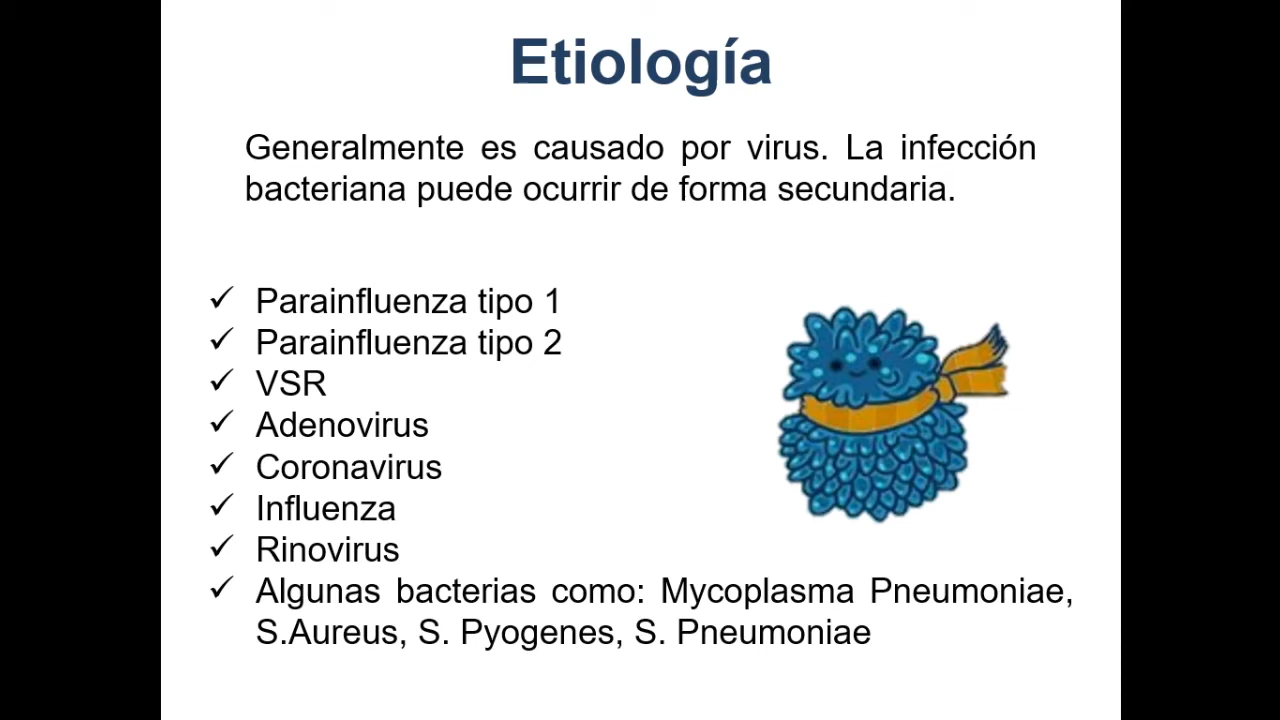 Etiología
Generalmente es causado por virus. La infección
bacteriana puede ocurrir de forma secundaria.
✓ Parainfluenza tipo 1
✓ Parainfluenza tipo 2
✓ VSR
✓ Adenovirus
✓ Coronavirus
✓ Influenza
✓ Rinovirus
✓ Algunas bacterias como: Mycoplasma Pneumoniae,
S.Aureus, S. Pyogenes, S. Pneumoniae